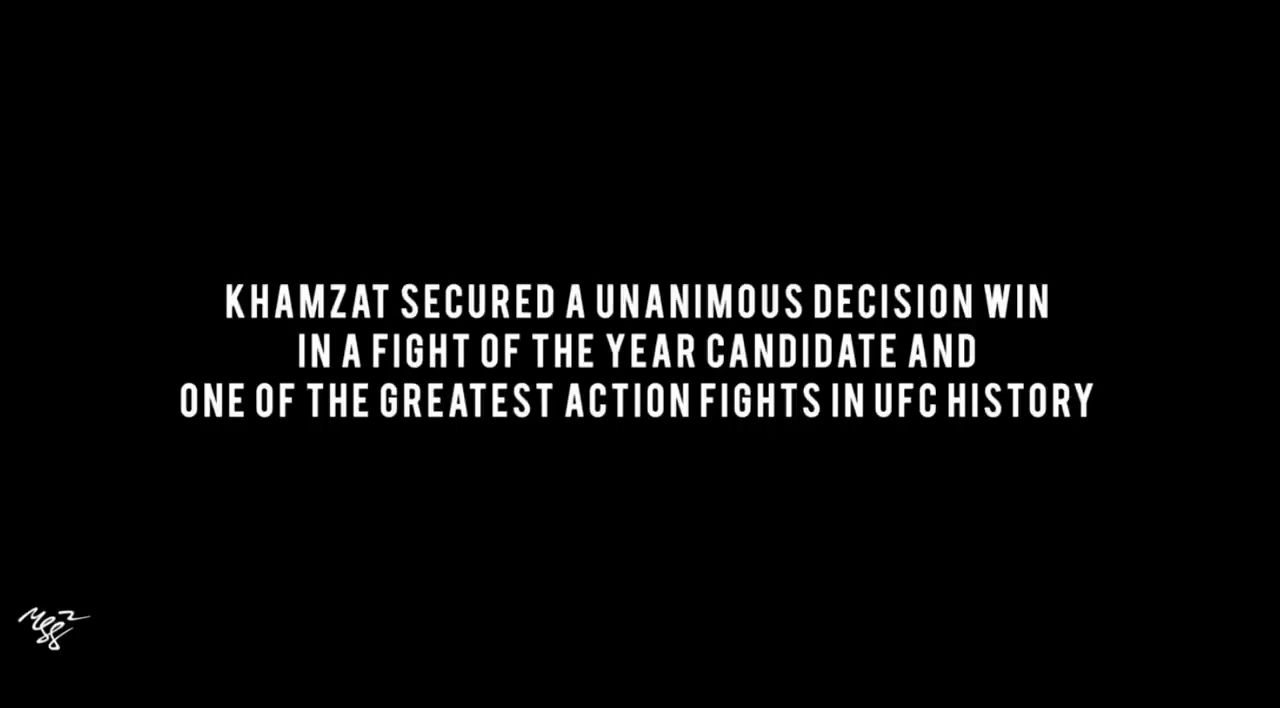 KHAMZAT SECURED A UNANIMOUS DECISION WIN
IN A FIGHT OF THE YEAR CANDIDATE AND
ONE OF THE GREATEST ACTION FIGHTS IN UFC HISTORY